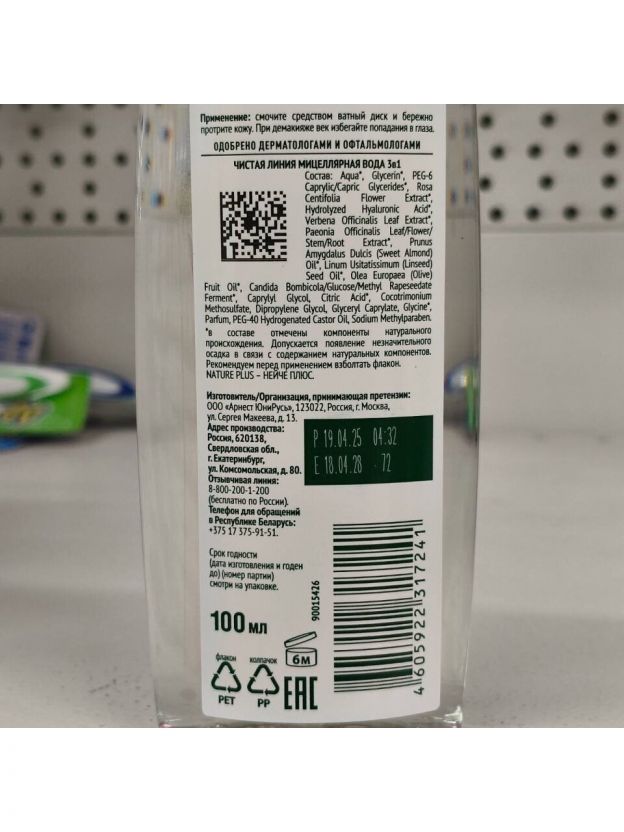 Применение: смочите средством ватный диск и бережно
протрите кожу. При демакияже век избегайте попадания в глаза.
ОДОБРЕНО ДЕРМАТОЛОГАМИ И ОФТАЛЬМОЛОГАМИ
ЧИСТАЯ ЛИНИЯ МИЦЕЛЛЯРНАЯ ВОДА 3в1
Состав: Aqua*, Glycerin*, PEG-6
Caprylic/Capric Glycerides*, Rosa
Centifolia Flower Extract*,
Hydrolyzed Hyaluronic Acid*,
Verbena Officinalis Leaf Extract*,
Paeonia Officinalis Leaf/Flower/
Stem/Root Extract*, Prunus
Amygdalus Dulcis (Sweet Almond)
Oil*, Linum Usitatissimum (Linseed)
Seed Oil*, Olea Europaea (Olive)
Fruit Oil*, Candida Bombicola/Glucose/Methyl Rapeseedate
Ferment*, Caprylyl Glycol, Citric Acid*, Cocotrimonium
Methosulfate, Dipropylene Glycol, Glyceryl Caprylate, Glycine*,
Parfum, PEG-40 Hydrogenated Castor Oil, Sodium Methylparaben.
*в составе отмечены компоненты натурального
происхождения. Допускается появление незначительного
осадка в связи с содержанием натуральных компонентов.
Рекомендуем перед применением взболтать флакон.
NATURE PLUS – НЕЙЧЕ ПЛЮС.
Изготовитель/Организация, принимающая претензии:
ООО «Арнест ЮниРусь», 123022, Россия, г. Москва,
ул. Сергея Макеева, д. 13.
Адрес производства:
Россия, 620138,
Свердловская обл.,
г. Екатеринбург,
ул. Комсомольская, д. 80.
Отзывчивая линия:
8-800-200-1-200
(бесплатно по России).
Телефон для обращений
в Республике Беларусь:
+375 17 375-91-51.
P 19.04.25 04:32
E 18.04.28 - 72
Срок годности
(дата изготовления и годен
до) (номер партии)
смотри на упаковке.
90015426
100 мл
6м
флакон
PET
колпачок
PP
EAC
4 605922 317241